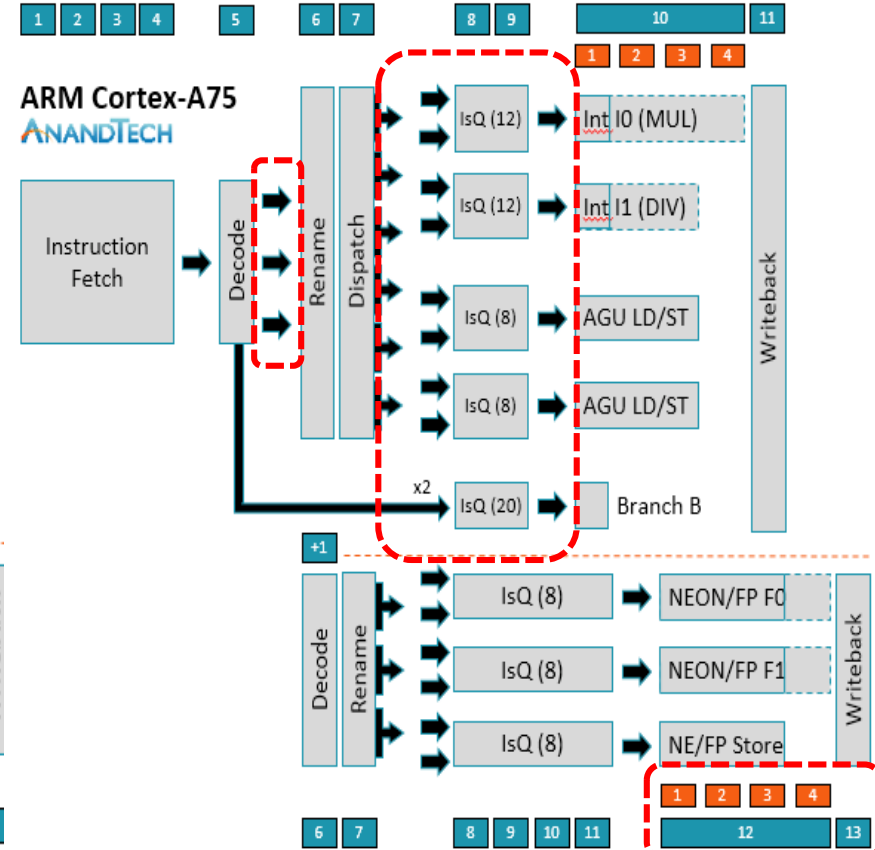 1 2 3 4 5 6 7 8 9 10 11
1 2 3 4
ARM Cortex-A75
ANANDTECH
Instruction
Fetch
Decode
Rename
Dispatch
IsQ (12)
Int I0 (MUL)
IsQ (12)
Int I1 (DIV)
IsQ (8)
AGU LD/ST
IsQ (8)
AGU LD/ST
x2
IsQ (20)
Branch B
Writeback
+1
Decode
Rename
IsQ (8)
NEON/FP F0
IsQ (8)
NEON/FP F1
IsQ (8)
NE/FP Store
Writeback
1 2 3 4
6 7 8 9 10 11 12 13